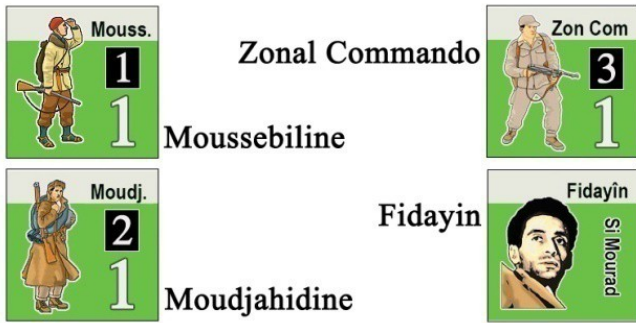 Mouss.
1
1
Moussebiline
Zonal Commando
Zon Com
3
1
Moudj.
2
1
Moudjahidine
Fidayin
Fidayîn
Si Mourad